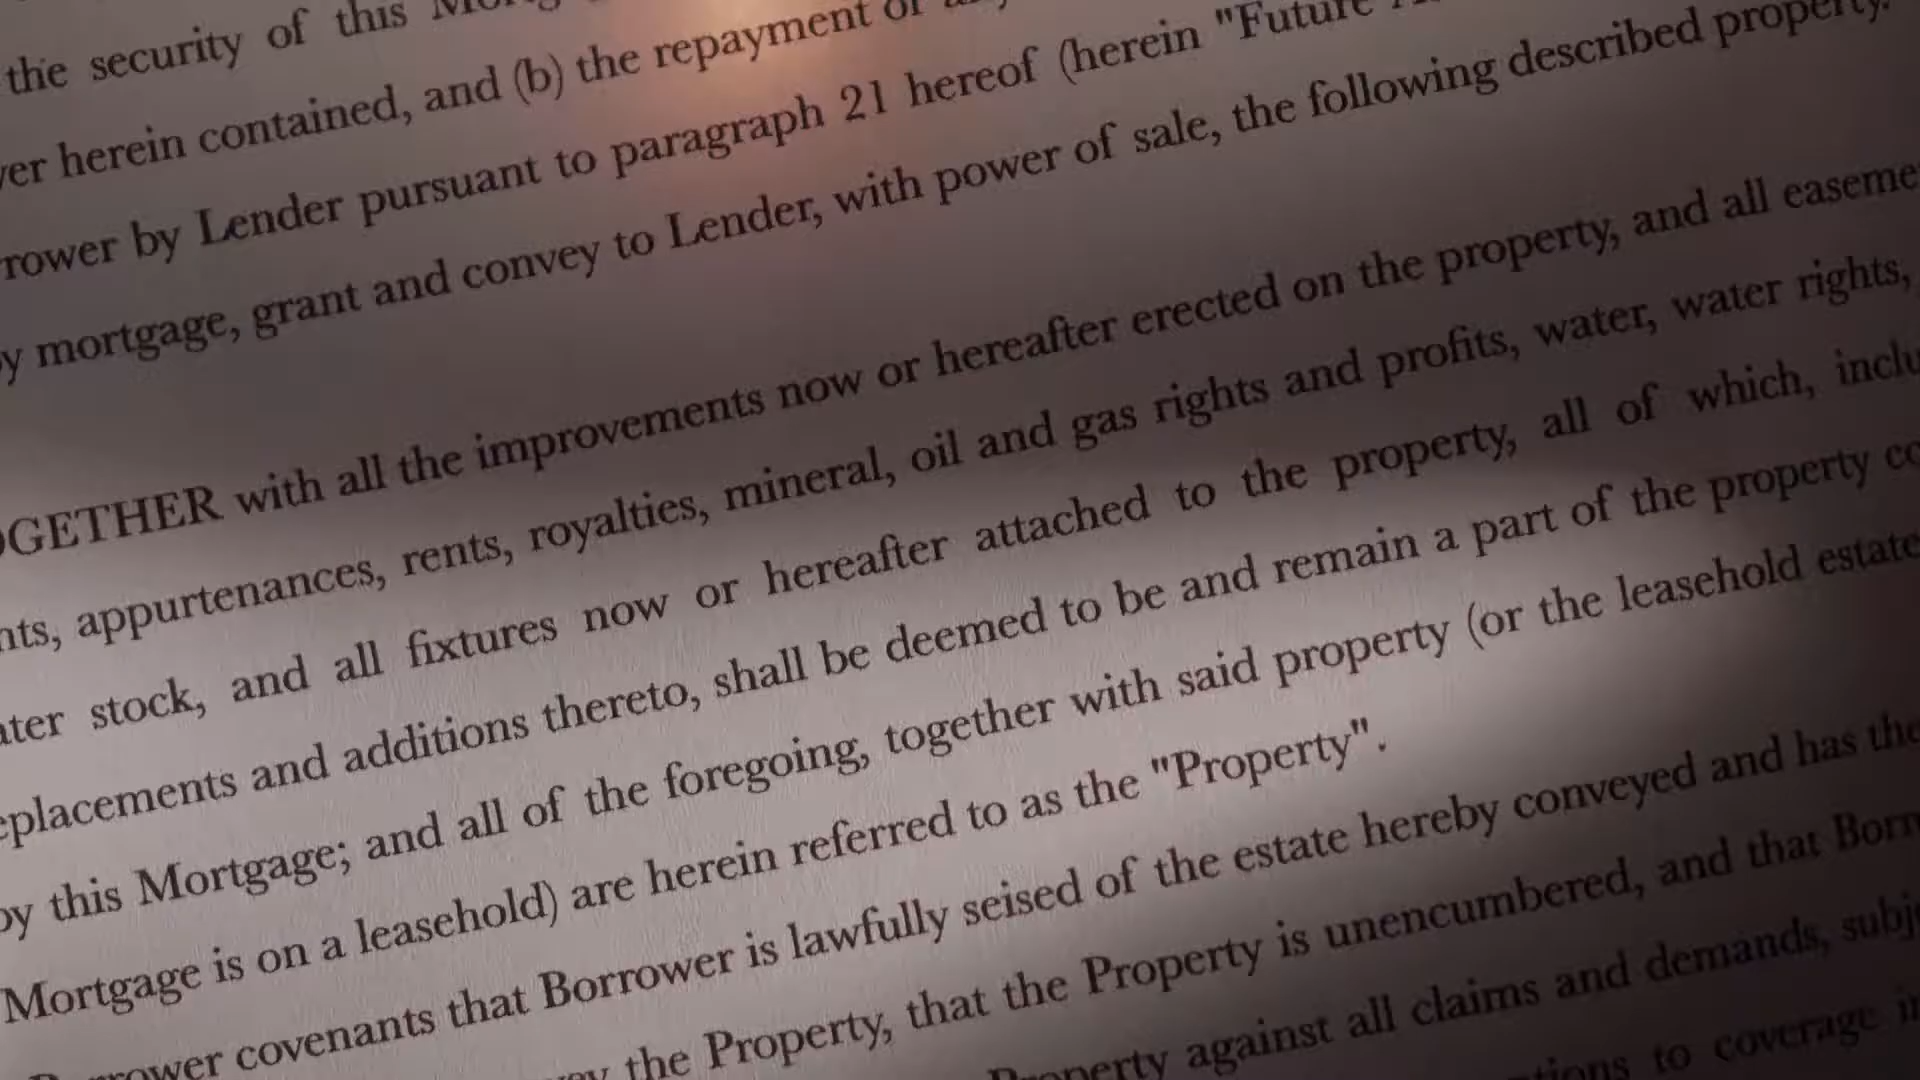 the security of this
herein contained, and (b) the repayment of
by Lender pursuant to paragraph 21 hereof (herein "Future
mortgage, grant and convey to Lender, with power of sale, the following described property.
OGETHER with all the improvements now or hereafter erected on the property, and all easeme
nts, appurtenances, rents, royalties, mineral, oil and gas rights and profits, water, water rights,
stock, and all fixtures now or hereafter attached to the property, all of which, inclu
eplacements and additions thereto, shall be deemed to be and remain a part of the property co
by this Mortgage; and all of the foregoing, together with said property (or the leasehold estate
Mortgage is on a leasehold) are herein referred to as the "Property".
covenants that Borrower is lawfully seised of the estate hereby conveyed and has the
the Property, that the Property is unencumbered, and that Borr
Property against all claims and demands, subj
to coverage in